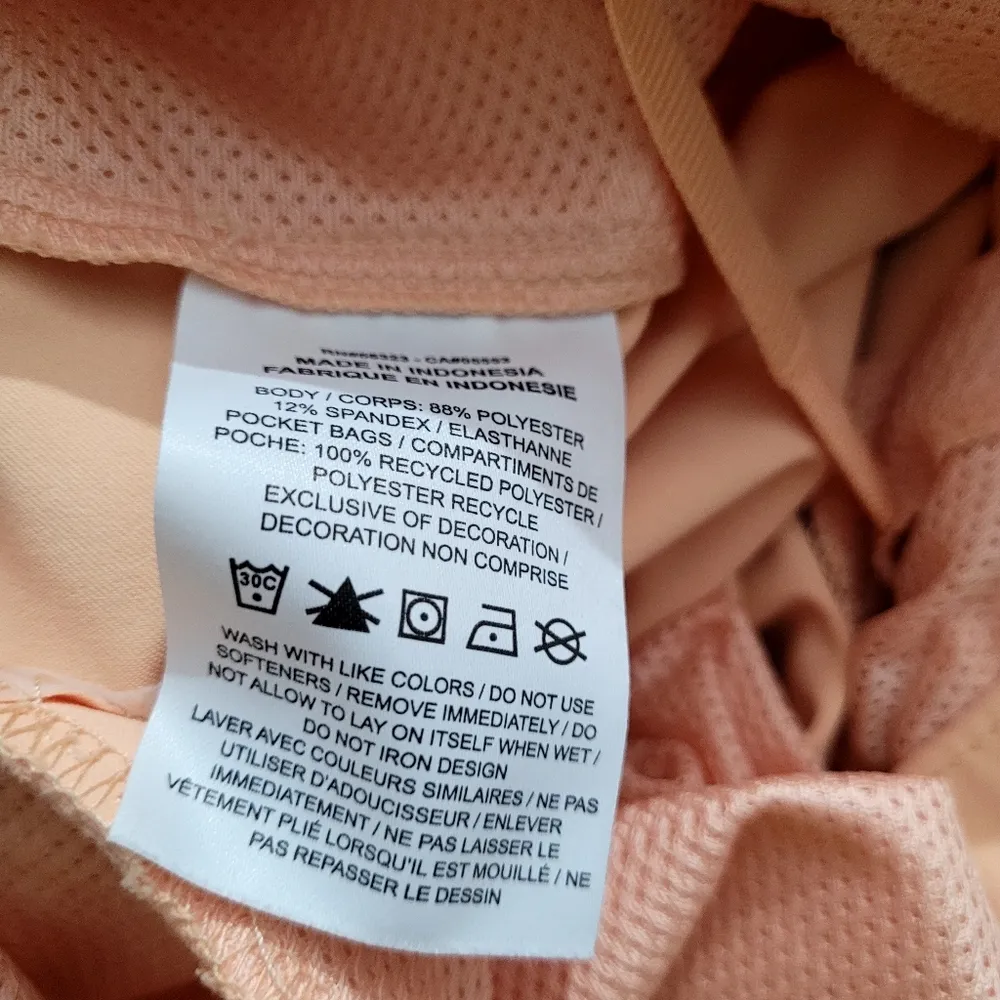 MADE IN INDONESIA
FABRIQUE EN INDONESIE
BODY / CORPS: 88% POLYESTER
12% SPANDEX / ELASTHANNE
POCKET BAGS / COMPARTIMENTS DE
POCHE: 100% RECYCLED POLYESTER /
POLYESTER RECYCLE
EXCLUSIVE OF DECORATION /
DECORATION NON COMPRISE
30C
WASH WITH LIKE COLORS / DO NOT USE
SOFTENERS / REMOVE IMMEDIATELY / DO
NOT ALLOW TO LAY ON ITSELF WHEN WET /
DO NOT IRON DESIGN
LAVER AVEC COULEURS SIMILAIRES / NE PAS
UTILISER D'ADOUCISSEUR / ENLEVER
IMMEDIATEMENT / NE PAS LAISSER LE
VÊTEMENT PLIÉ LORSQU'IL EST MOUILLÉ / NE
PAS REPASSER LE DESSIN